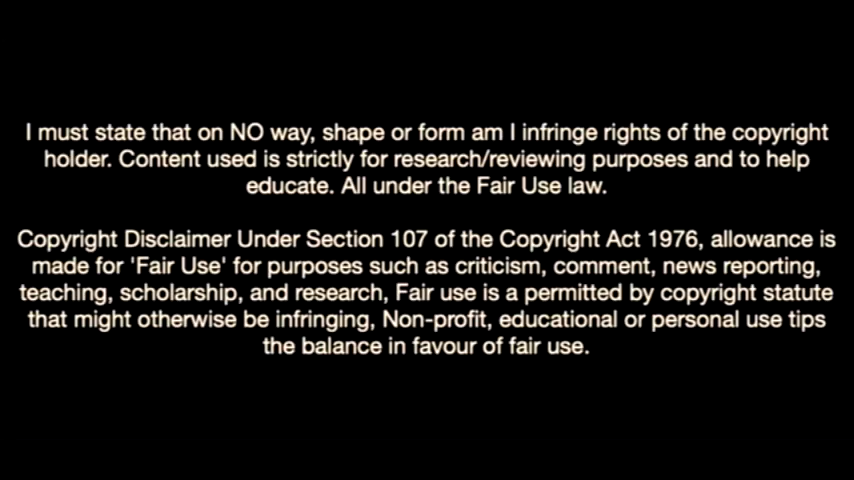 I must state that on NO way, shape or form am I infringe rights of the copyright
holder. Content used is strictly for research/reviewing purposes and to help
educate. All under the Fair Use law.
Copyright Disclaimer Under Section 107 of the Copyright Act 1976, allowance is
made for 'Fair Use' for purposes such as criticism, comment, news reporting,
teaching, scholarship, and research, Fair use is a permitted by copyright statute
that might otherwise be infringing, Non-profit, educational or personal use tips
the balance in favour of fair use.